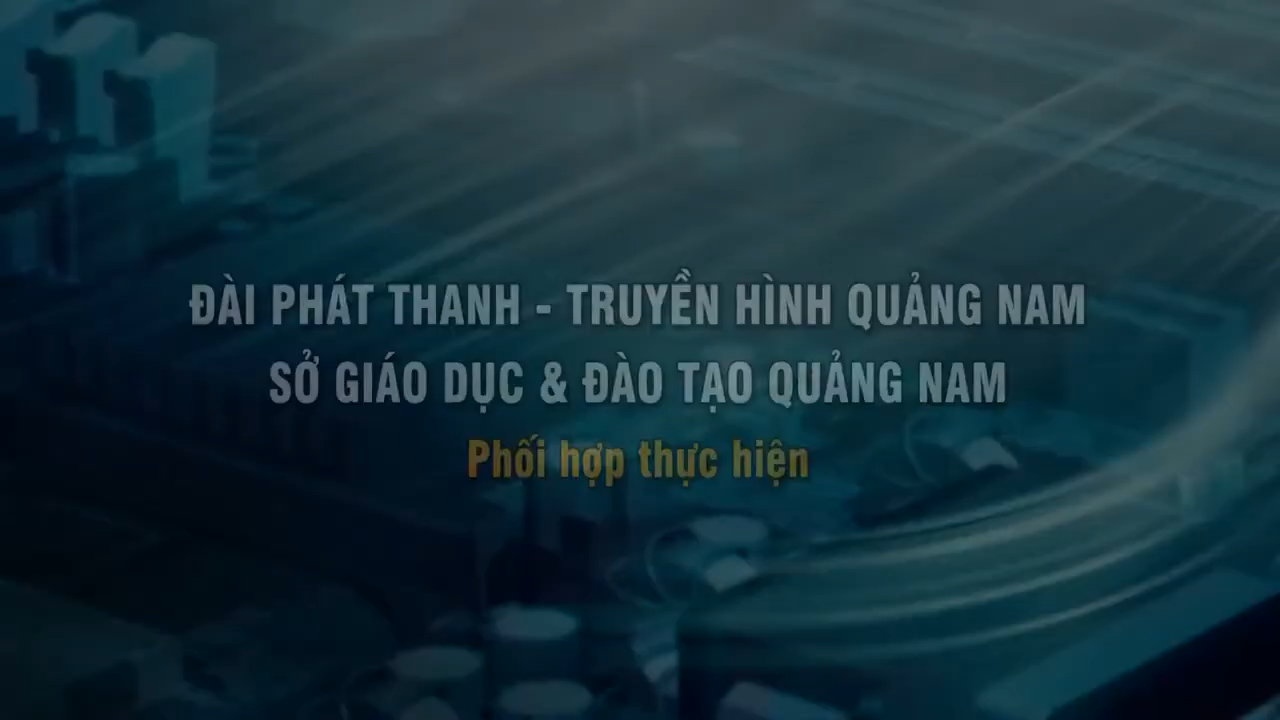 ĐÀI PHÁT THANH - TRUYỀN HÌNH QUẢNG NAM
SỞ GIÁO DỤC & ĐÀO TẠO QUẢNG NAM
Phối hợp thực hiện